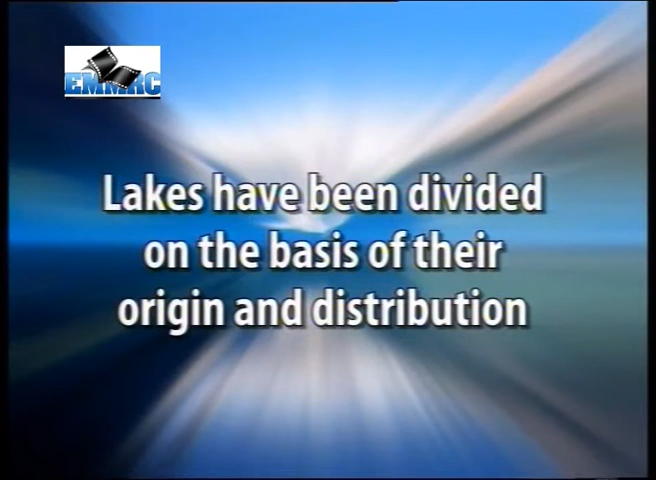 EMMRC
Lakes have been divided
on the basis of their
origin and distribution